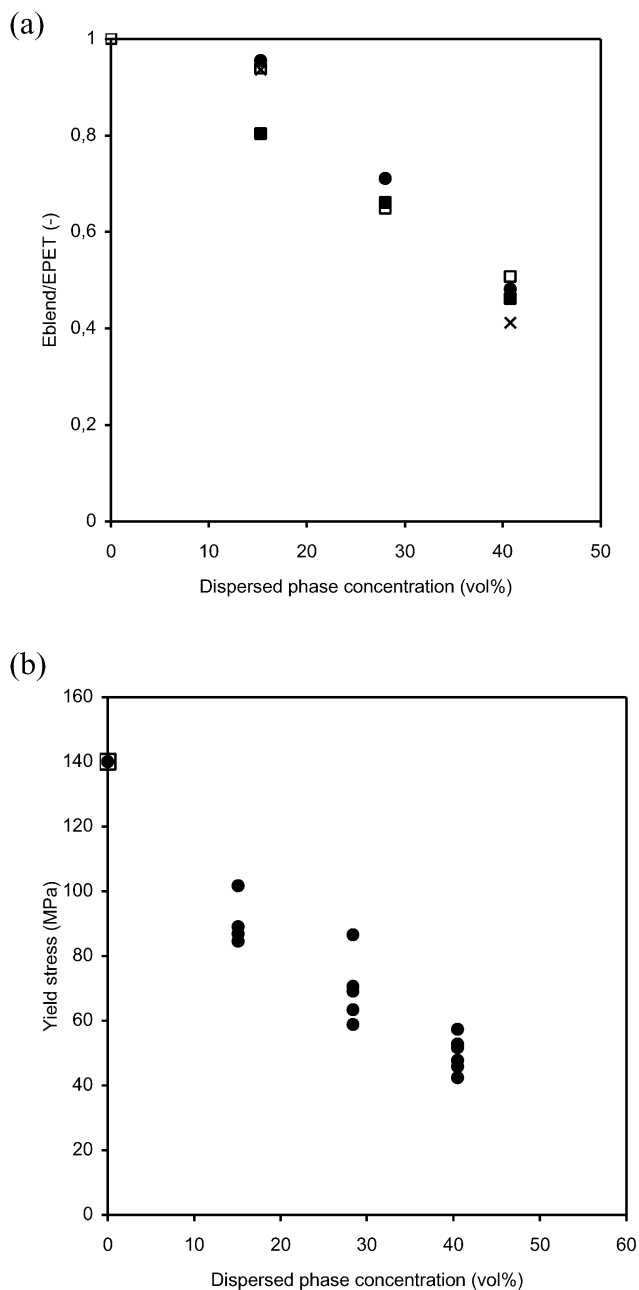 (a)
1
0,8
0,6
0,4
0,2
0
Eblend/EPET (-)
0 10 20 30 40 50
Dispersed phase concentration (vol%)
(b)
160
140
120
100
80
60
40
20
0
Yield stress (MPa)
0 10 20 30 40 50 60
Dispersed phase concentration (vol%)